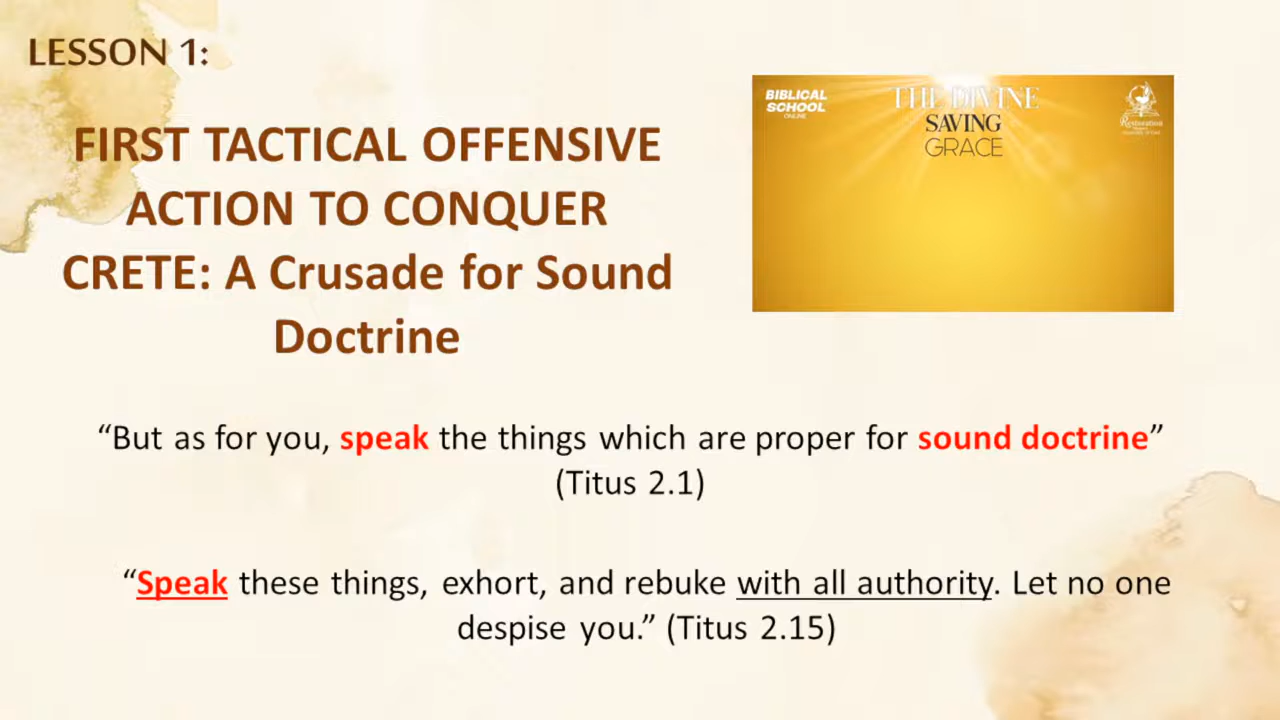 LESSON 1:
FIRST TACTICAL OFFENSIVE
ACTION TO CONQUER
CRETE: A Crusade for Sound
Doctrine
BIBLICAL
SCHOOL
ONLINE
THE DIVINE
SAVING
GRACE
Restoration
“But as for you, speak the things which are proper for sound doctrine”
(Titus 2.1)
“Speak these things, exhort, and rebuke with all authority. Let no one
despise you.” (Titus 2.15)